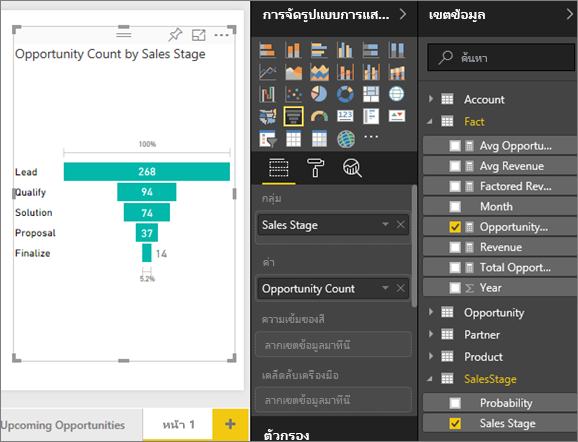 Opportunity Count by Sales Stage
100%
Lead 268
Qualify 94
Solution 74
Proposal 37
Finalize 14
5.2%
Upcoming Opportunities
หน้า 1
การจัดรูปแบบการแส...
123
กลุ่ม
Sales Stage
ค่า
Opportunity Count
ความเข้มของสี
ลากเขตข้อมูลมาที่นี่
เคล็ดลับเครื่องมือ
ลากเขตข้อมูลมาที่นี่
ตัวกรอง
เขตข้อมูล
ค้นหา
Account
Fact
Avg Opportu...
Avg Revenue
Factored Rev...
Month
Opportunity...
Revenue
Total Opport...
Year
Opportunity
Partner
Product
SalesStage
Probability
Sales Stage